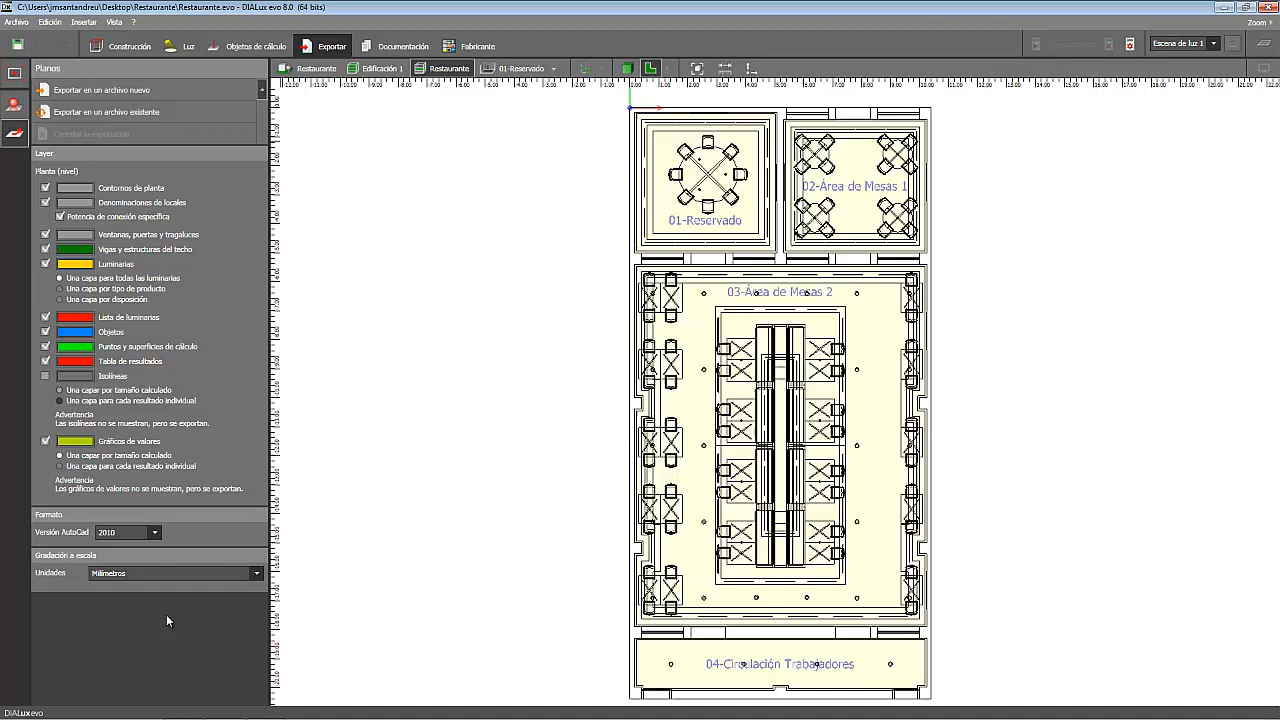 C:\Users\jmsantandreu\Desktop\Restaurante\Restaurante.evo - DIALux evo 8.0 (64 bits)
Archivo Edición Insertar Vista ?
Zoom
Construcción Luz Objetos de cálculo Exportar Documentación Fabricante
Escena de luz 1
Planos
Restaurante Edificación 1 Restaurante 01-Reservado
Exportar en un archivo nuevo
Exportar en un archivo existente
Cancelar la exportación
Layer
Planta (nivel)
Contornos de planta
Denominaciones de locales
Potencia de conexión específica
Ventanas, puertas y tragaluces
Vigas y estructuras del techo
Luminarias
Una capa para todas las luminarias
Una capa por tipo de producto
Una capa por disposición
Lista de luminarias
Objetos
Puntos y superficies de cálculo
Tabla de resultados
Isolíneas
Una capar por tamaño calculado
Una capa para cada resultado individual
Advertencia
Las isolíneas no se muestran, pero se exportan.
Gráficos de valores
Una capar por tamaño calculado
Una capa para cada resultado individual
Advertencia
Los gráficos de valores no se muestran, pero se exportan.
Formato
Versión AutoCad 2010
Gradación a escala
Unidades Milímetros
01-Reservado
02-Área de Mesas 1
03-Área de Mesas 2
04-Circulación Trabajadores
DIALux evo